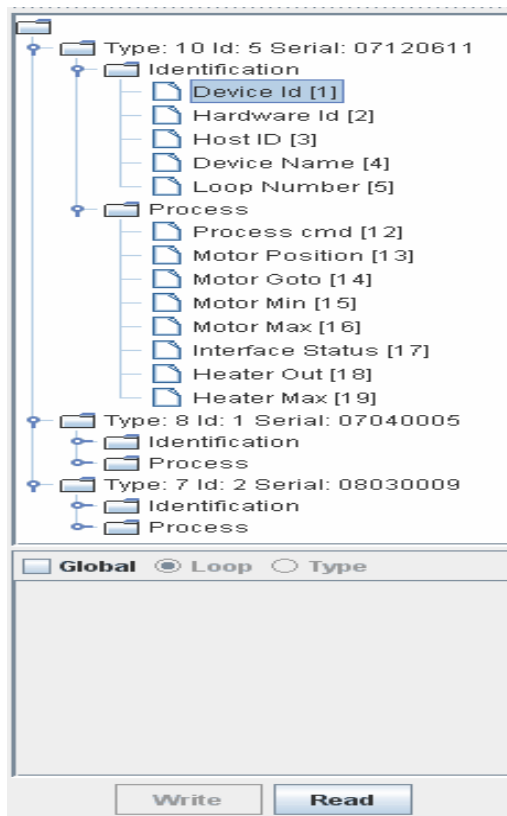 Type: 10 Id: 5 Serial: 07120611
Identification
Device Id [1]
Hardware Id [2]
Host ID [3]
Device Name [4]
Loop Number [5]
Process
Process cmd [12]
Motor Position [13]
Motor Goto [14]
Motor Min [15]
Motor Max [16]
Interface Status [17]
Heater Out [18]
Heater Max [19]
Type: 8 Id: 1 Serial: 07040005
Identification
Process
Type: 7 Id: 2 Serial: 08030009
Identification
Process
Global Loop Type
Write Read